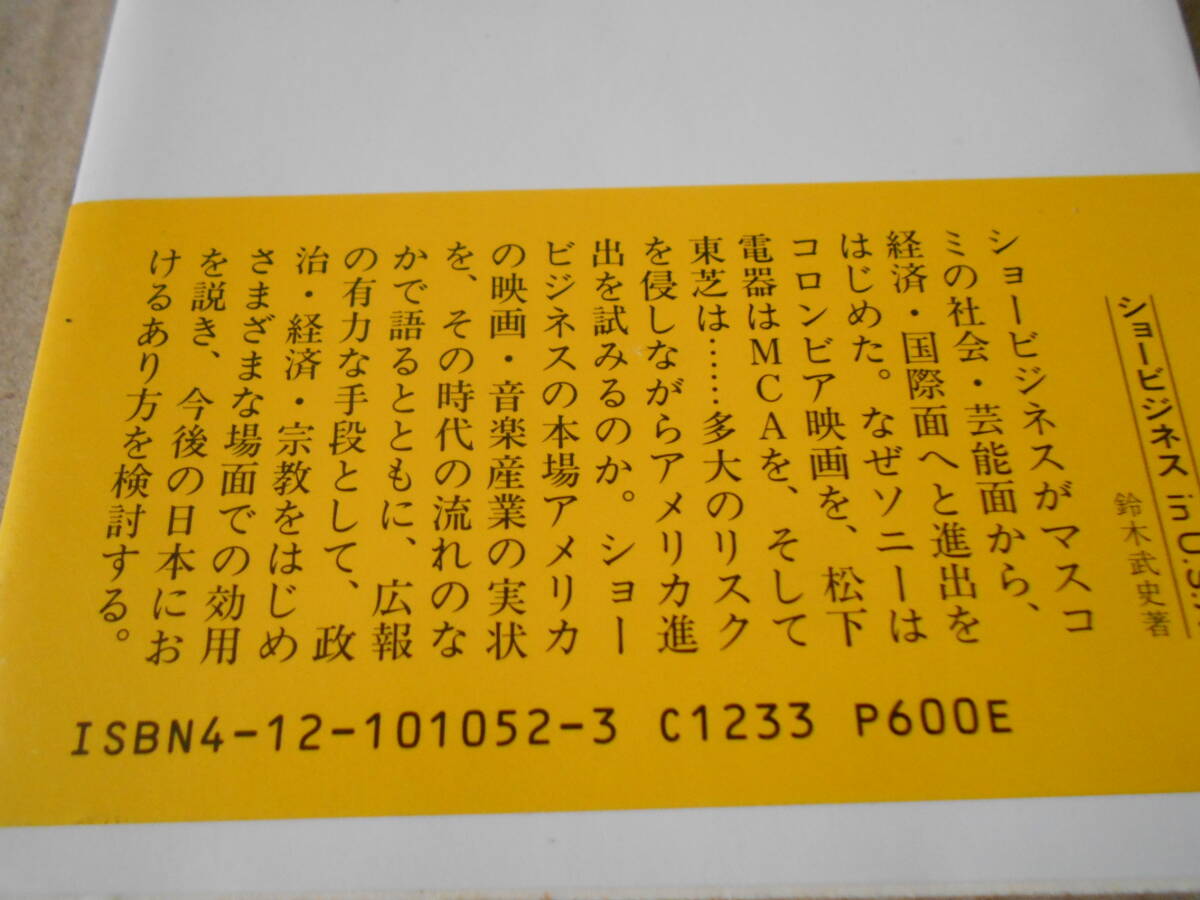 ショービジネス in U.S.
鈴木武史著
ショービジネスがマスコ
ミの社会・芸能面から、
経済・国際面へと進出を
はじめた。なぜソニーは
コロンビア映画を、松下
電器はMCAを、そして
東芝は……多大のリスク
を侵しながらアメリカ進
出を試みるのか。ショー
ビジネスの本場アメリカ
の映画・音楽産業の実状
を、その時代の流れのな
かで語るとともに、広報
の有力な手段として、政
治・経済・宗教をはじめ
さまざまな場面での効用
を説き、今後の日本にお
けるあり方を検討する。
ISBN4-12-101052-3 C1233 P600E